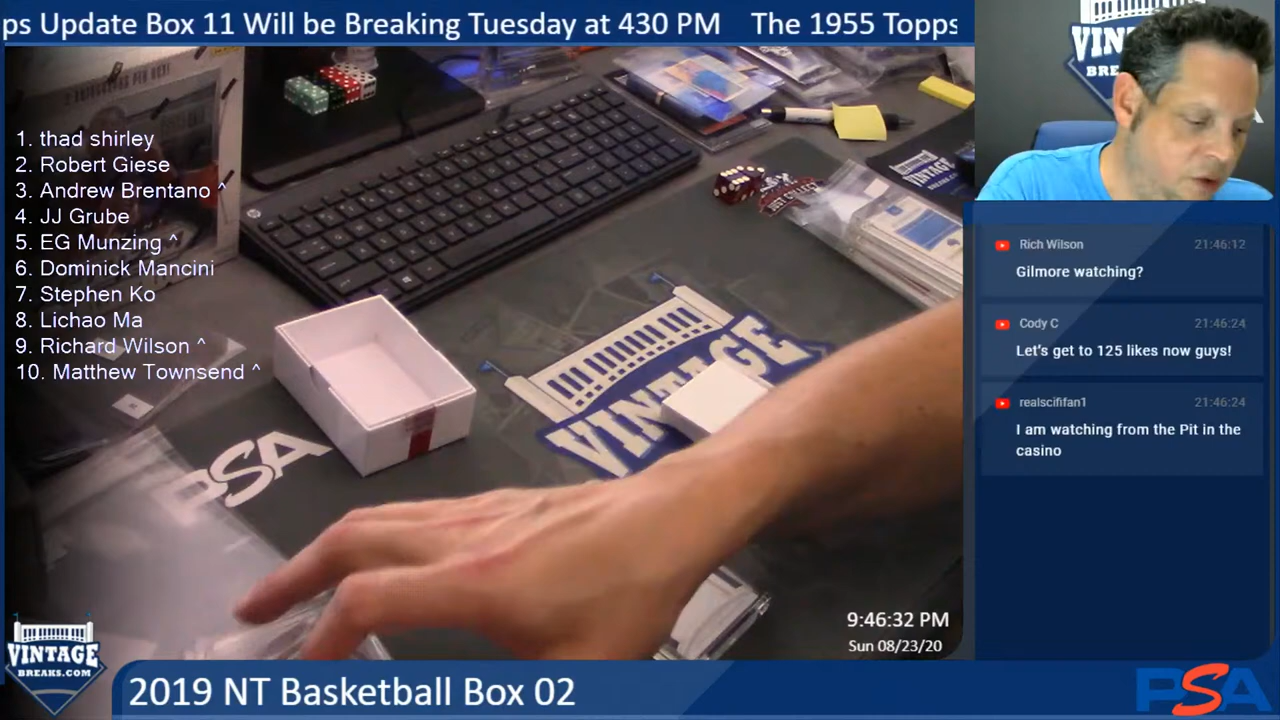 ps Update Box 11 Will be Breaking Tuesday at 430 PM The 1955 Topps
1. thad shirley
2. Robert Giese
3. Andrew Brentano ^
4. JJ Grube
5. EG Munzing ^
6. Dominick Mancini
7. Stephen Ko
8. Lichao Ma
9. Richard Wilson ^
10. Matthew Townsend ^
VIN
BRE
Rich Wilson 21:46:12
Gilmore watching?
Cody C 21:46:24
Let's get to 125 likes now guys!
realscififan1 21:46:24
I am watching from the Pit in the
casino
JUST COLLECT
VINTAGE
PSA
9:46:32 PM
Sun 08/23/20
VINTAGE
BREAKS.COM
2019 NT Basketball Box 02
PSA